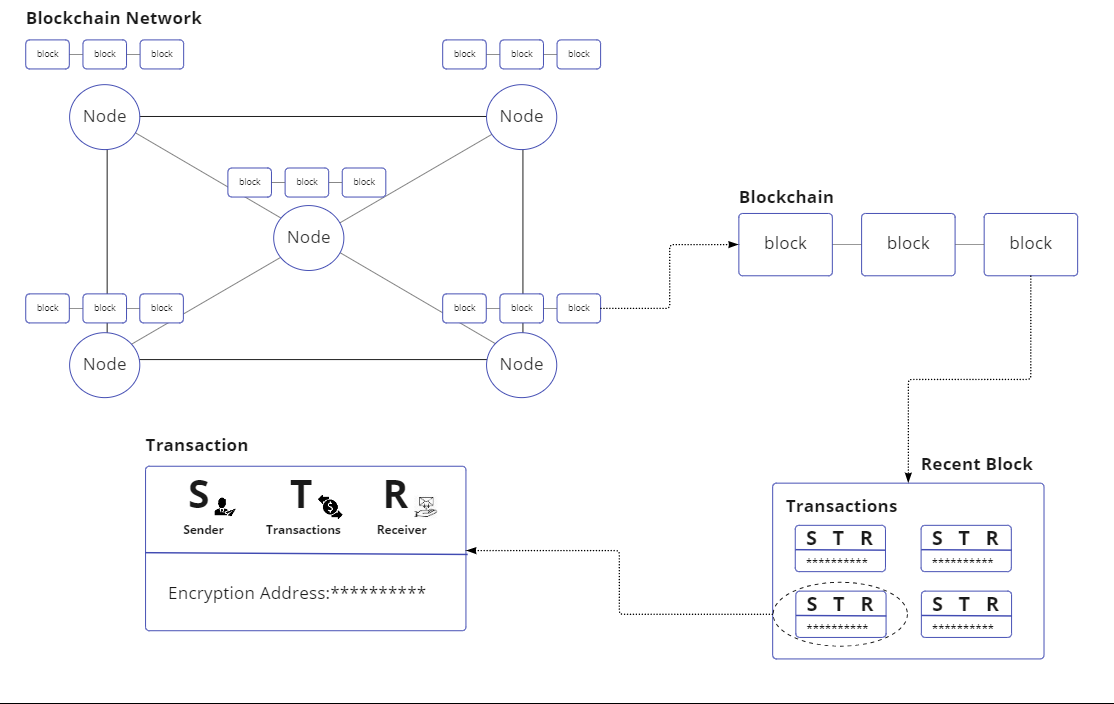 Blockchain Network
block block block
block block block
Node
Node
block block block
Node
block block block
block block block
Node
Node
Blockchain
block
block
block
Transaction
S T R
Sender Transactions Receiver
Encryption Address:**********
Recent Block
Transactions
S T R
**********
S T R
**********
S T R
**********
S T R
**********